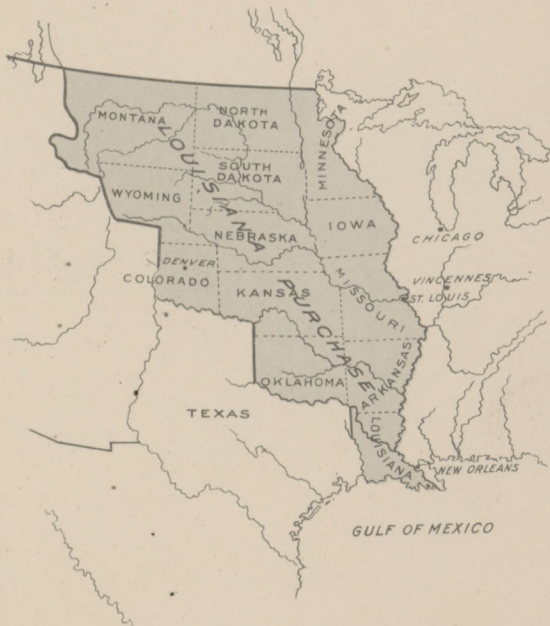 MONTANA
NORTH
DAKOTA
MINNESOTA
LOUISIANA
SOUTH
DAKOTA
WYOMING
NEBRASKA
IOWA
CHICAGO
DENVER
COLORADO
KANSAS
PURCHASE
MISSOURI
VINCENNES
ST. LOUIS
OKLAHOMA
ARKANSAS
TEXAS
LOUISIANA
NEW ORLEANS
GULF OF MEXICO